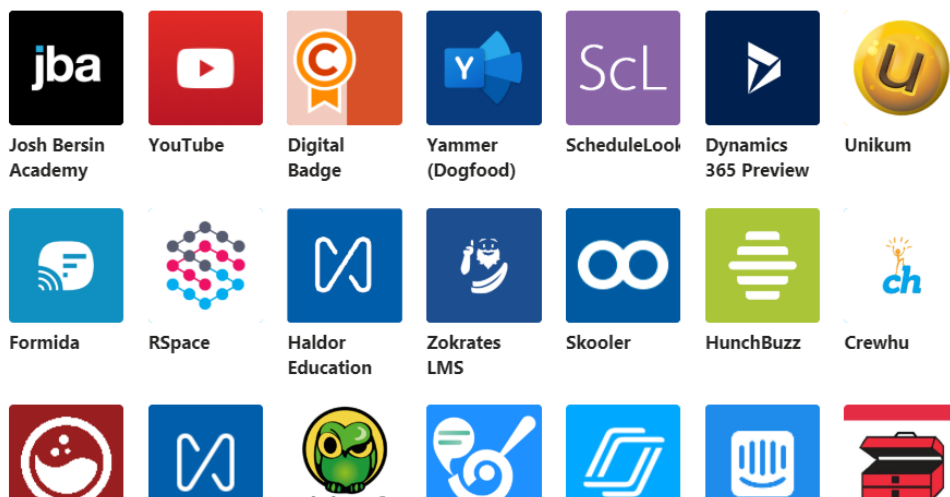 jba
C
Y
ScL
u
Josh Bersin
Academy
YouTube
Digital
Badge
Yammer
(Dogfood)
ScheduleLook
Dynamics
365 Preview
Unikum
ch
Formida
RSpace
Haldor
Education
Zokrates
LMS
Skooler
HunchBuzz
Crewhu